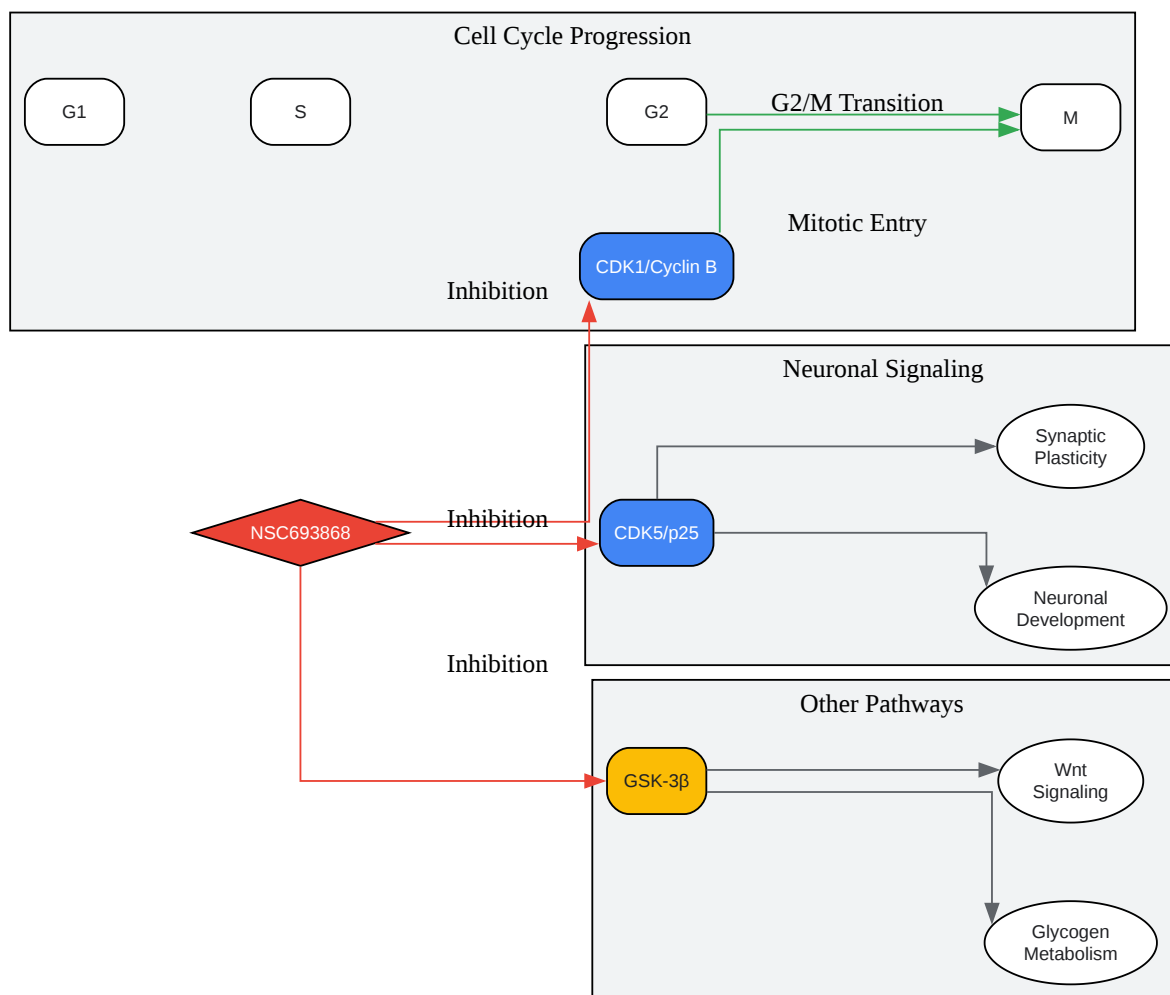 Cell Cycle Progression
G1
S
G2
G2/M Transition
M
Mitotic Entry
CDK1/Cyclin B
Inhibition
Neuronal Signaling
Synaptic
Plasticity
NSC693868
Inhibition
CDK5/p25
Neuronal
Development
Inhibition
Other Pathways
GSK-3β
Wnt
Signaling
Glycogen
Metabolism